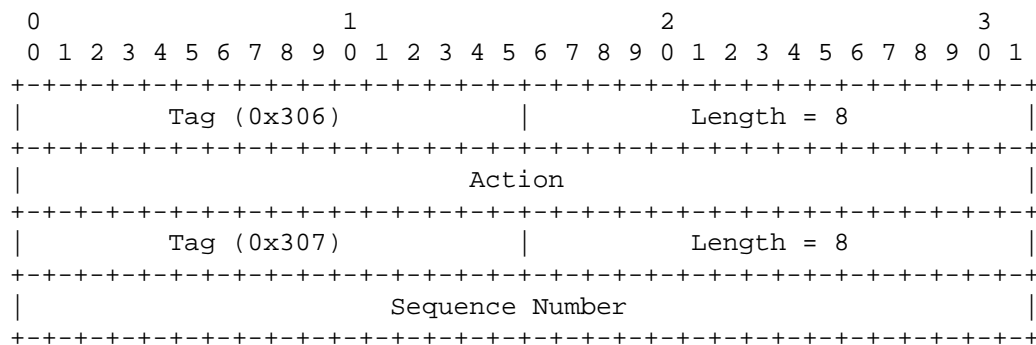 0                   1                   2                   3
0 1 2 3 4 5 6 7 8 9 0 1 2 3 4 5 6 7 8 9 0 1 2 3 4 5 6 7 8 9 0 1
+-+-+-+-+-+-+-+-+-+-+-+-+-+-+-+-+-+-+-+-+-+-+-+-+-+-+-+-+-+-+-+-+
|         Tag (0x306)           |          Length = 8           |
+-+-+-+-+-+-+-+-+-+-+-+-+-+-+-+-+-+-+-+-+-+-+-+-+-+-+-+-+-+-+-+-+
|                            Action                             |
+-+-+-+-+-+-+-+-+-+-+-+-+-+-+-+-+-+-+-+-+-+-+-+-+-+-+-+-+-+-+-+-+
|         Tag (0x307)           |          Length = 8           |
+-+-+-+-+-+-+-+-+-+-+-+-+-+-+-+-+-+-+-+-+-+-+-+-+-+-+-+-+-+-+-+-+
|                       Sequence Number                         |
+-+-+-+-+-+-+-+-+-+-+-+-+-+-+-+-+-+-+-+-+-+-+-+-+-+-+-+-+-+-+-+-+